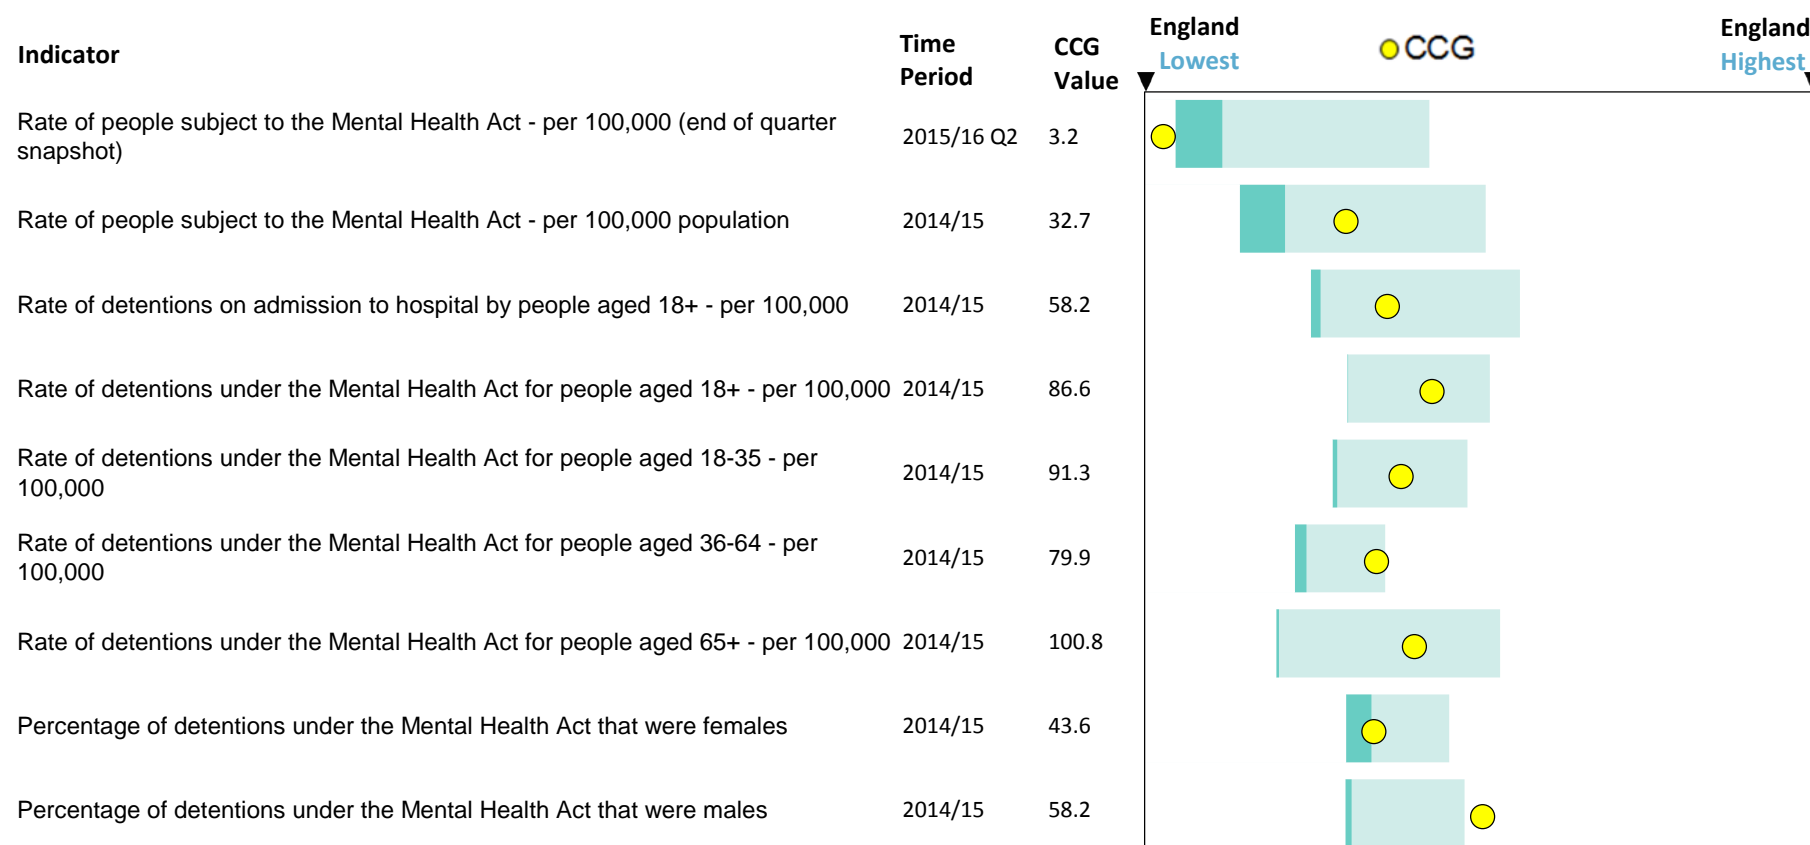 Indicator
Time Period
CCG Value
England Lowest
CCG
England Highest
Rate of people subject to the Mental Health Act - per 100,000 (end of quarter
snapshot)
2015/16 Q2
3.2
Rate of people subject to the Mental Health Act - per 100,000 population
2014/15
32.7
Rate of detentions on admission to hospital by people aged 18+ - per 100,000
2014/15
58.2
Rate of detentions under the Mental Health Act for people aged 18+ - per 100,000
2014/15
86.6
Rate of detentions under the Mental Health Act for people aged 18-35 - per
100,000
2014/15
91.3
Rate of detentions under the Mental Health Act for people aged 36-64 - per
100,000
2014/15
79.9
Rate of detentions under the Mental Health Act for people aged 65+ - per 100,000
2014/15
100.8
Percentage of detentions under the Mental Health Act that were females
2014/15
43.6
Percentage of detentions under the Mental Health Act that were males
2014/15
58.2